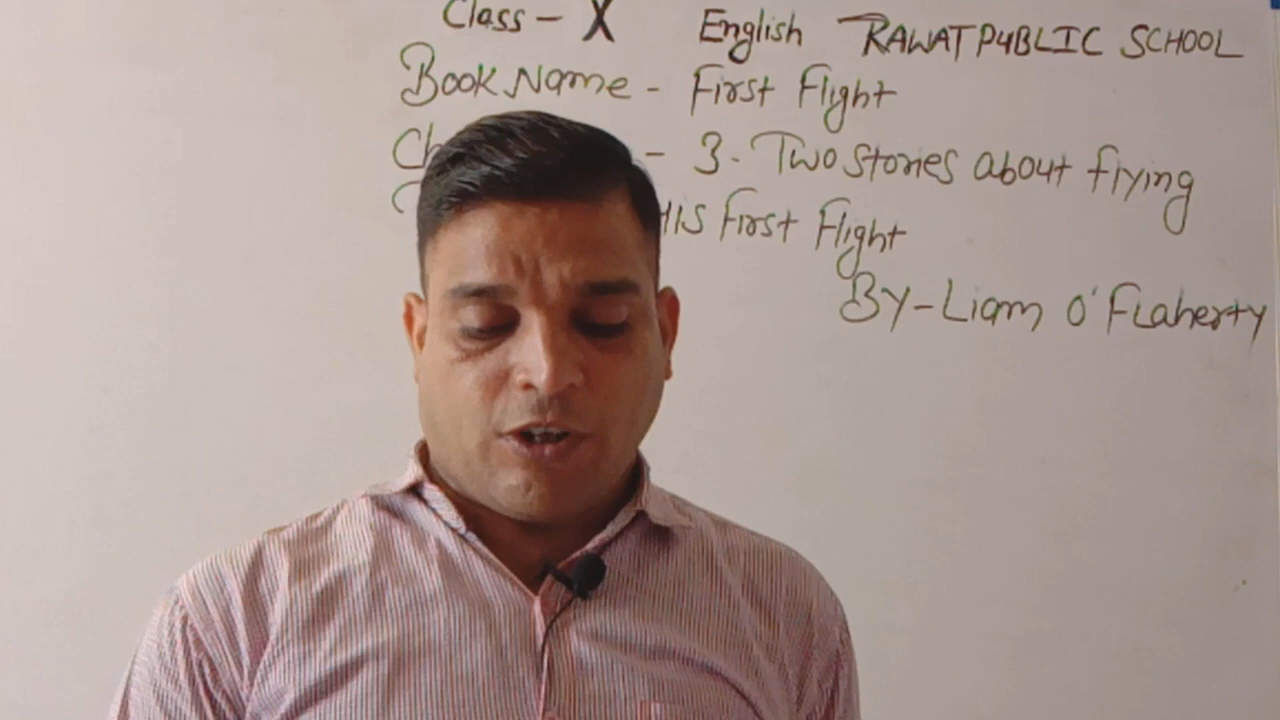 Class - X English RAWAT PUBLIC SCHOOL
Book Name - First Flight
- 3. Two Stories about flying
His First Flight
By - Liam O'Flaherty